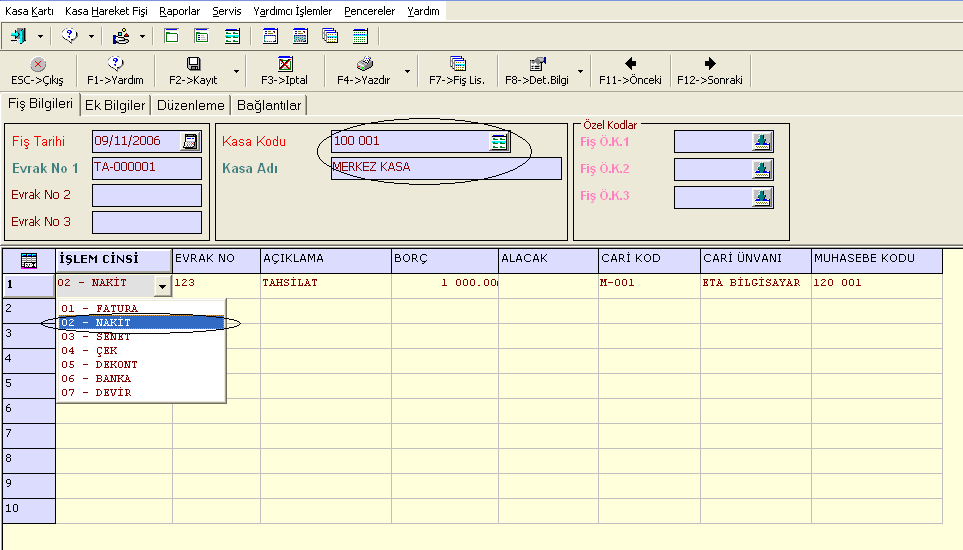 Kasa Kartı Kasa Hareket Fişi Raporlar Servis Yardımcı İşlemler Pencereler Yardım
ESC->Çıkış F1->Yardım F2->Kayıt F3->Iptal F4->Yazdır F7->Fiş Lis. F8->Det.Bilgi F11->Önceki F12->Sonraki
Fiş Bilgileri Ek Bilgiler Düzenleme Bağlantılar
Özel Kodlar
Fiş Tarihi 09/11/2006 Kasa Kodu 100 001 Fiş Ö.K.1
Evrak No 1 TA-000001 Kasa Adı MERKEZ KASA Fiş Ö.K.2
Evrak No 2 Fiş Ö.K.3
Evrak No 3
İŞLEM CİNSİ EVRAK NO AÇIKLAMA BORÇ ALACAK CARİ KOD CARİ ÜNVANI MUHASEBE KODU
1 02 - NAKİT 123 TAHSİLAT 1 000.00 M-001 ETA BİLGİSAYAR 120 001
2 01 - FATURA
02 - NAKİT
3 03 - SENET
4 04 - ÇEK
05 - DEKONT
5 06 - BANKA
07 - DEVİR
6
7
8
9
10